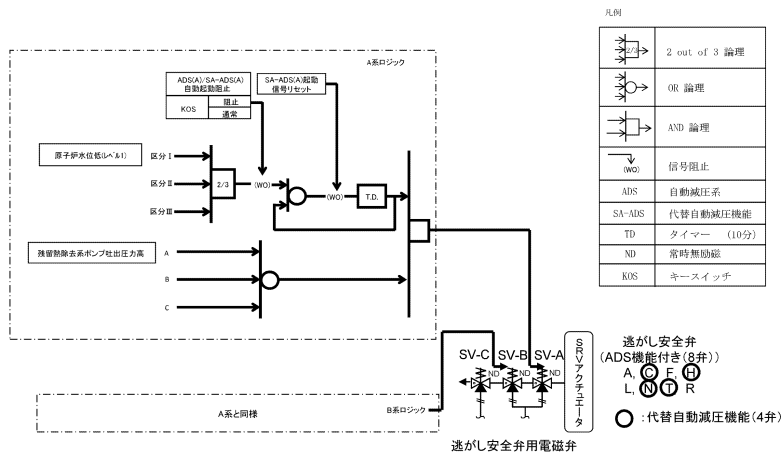 凡例
2/3
2 out of 3 論理
OR 論理
AND 論理
(WO)
信号阻止
ADS
自動減圧系
SA-ADS
代替自動減圧機能
TD
タイマー (10分)
ND
常時無励磁
KOS
キースイッチ
A系ロジック
ADS(A)/SA-ADS(A)
自動起動阻止
KOS
阻止
通常
SA-ADS(A)起動
信号リセット
原子炉水位低(レベル1)
区分Ⅰ
区分Ⅱ
区分Ⅲ
2/3
(WO)
(WO)
T.D.
残留熱除去系ポンプ吐出圧力高
A
B
C
A系と同様
B系ロジック
SV-C
SV-B
SV-A
ND
ND
ND
SRVアクチュエータ
逃がし安全弁用電磁弁
逃がし安全弁
(ADS機能付き(8弁))
A, C F, H
L, N T R
:代替自動減圧機能(4弁)